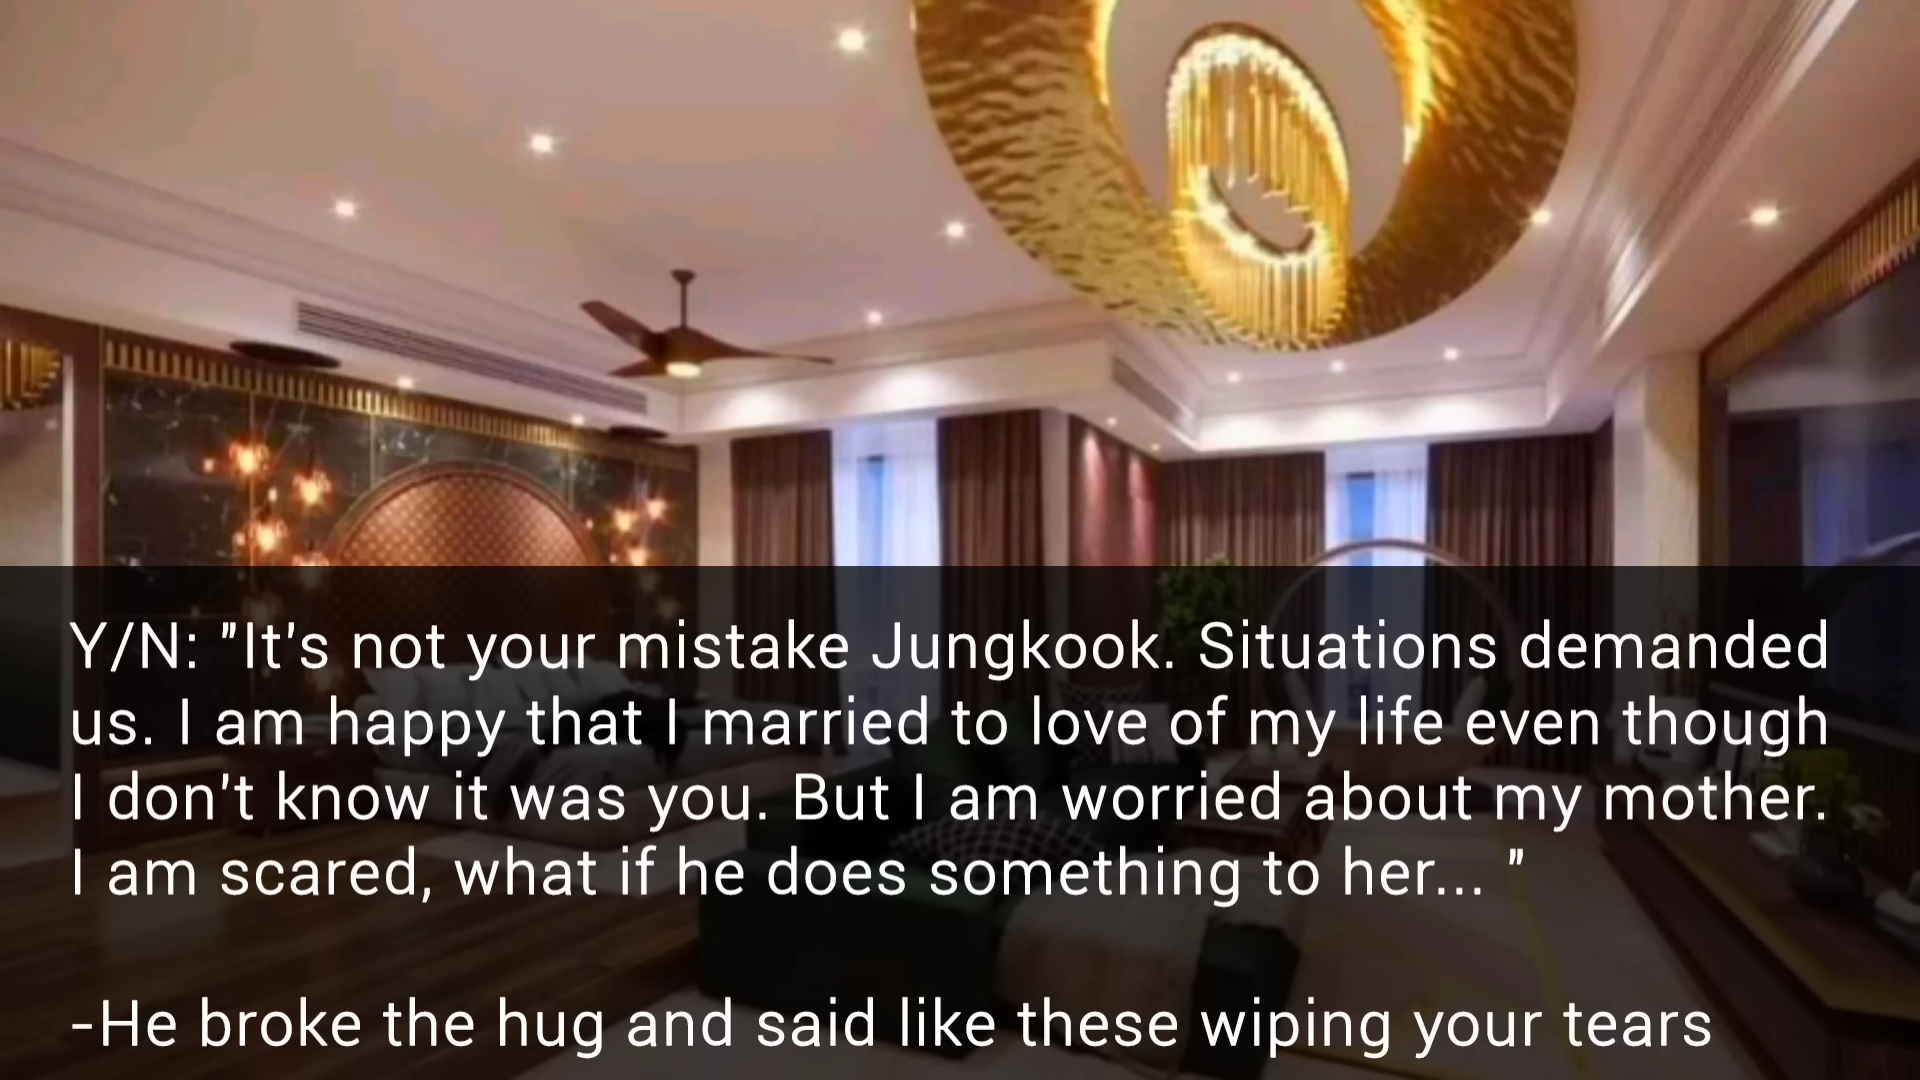 Y/N: "It's not your mistake Jungkook. Situations demanded
us. I am happy that I married to love of my life even though
I don't know it was you. But I am worried about my mother.
I am scared, what if he does something to her... "
-He broke the hug and said like these wiping your tears